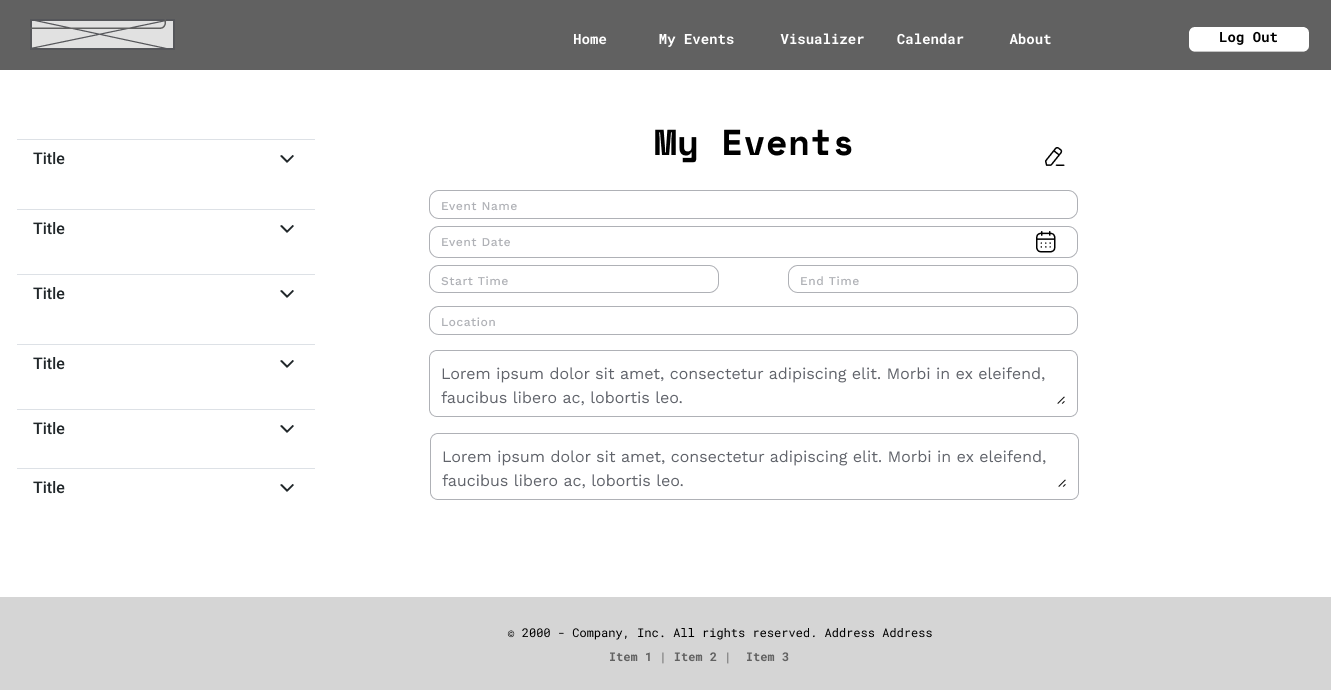 Home My Events Visualizer Calendar About Log Out
Title
Title
Title
Title
Title
Title
My Events
Event Name
Event Date
Start Time End Time
Location
Lorem ipsum dolor sit amet, consectetur adipiscing elit. Morbi in ex eleifend,
faucibus libero ac, lobortis leo.
Lorem ipsum dolor sit amet, consectetur adipiscing elit. Morbi in ex eleifend,
faucibus libero ac, lobortis leo.
© 2000 - Company, Inc. All rights reserved. Address Address
Item 1 | Item 2 | Item 3